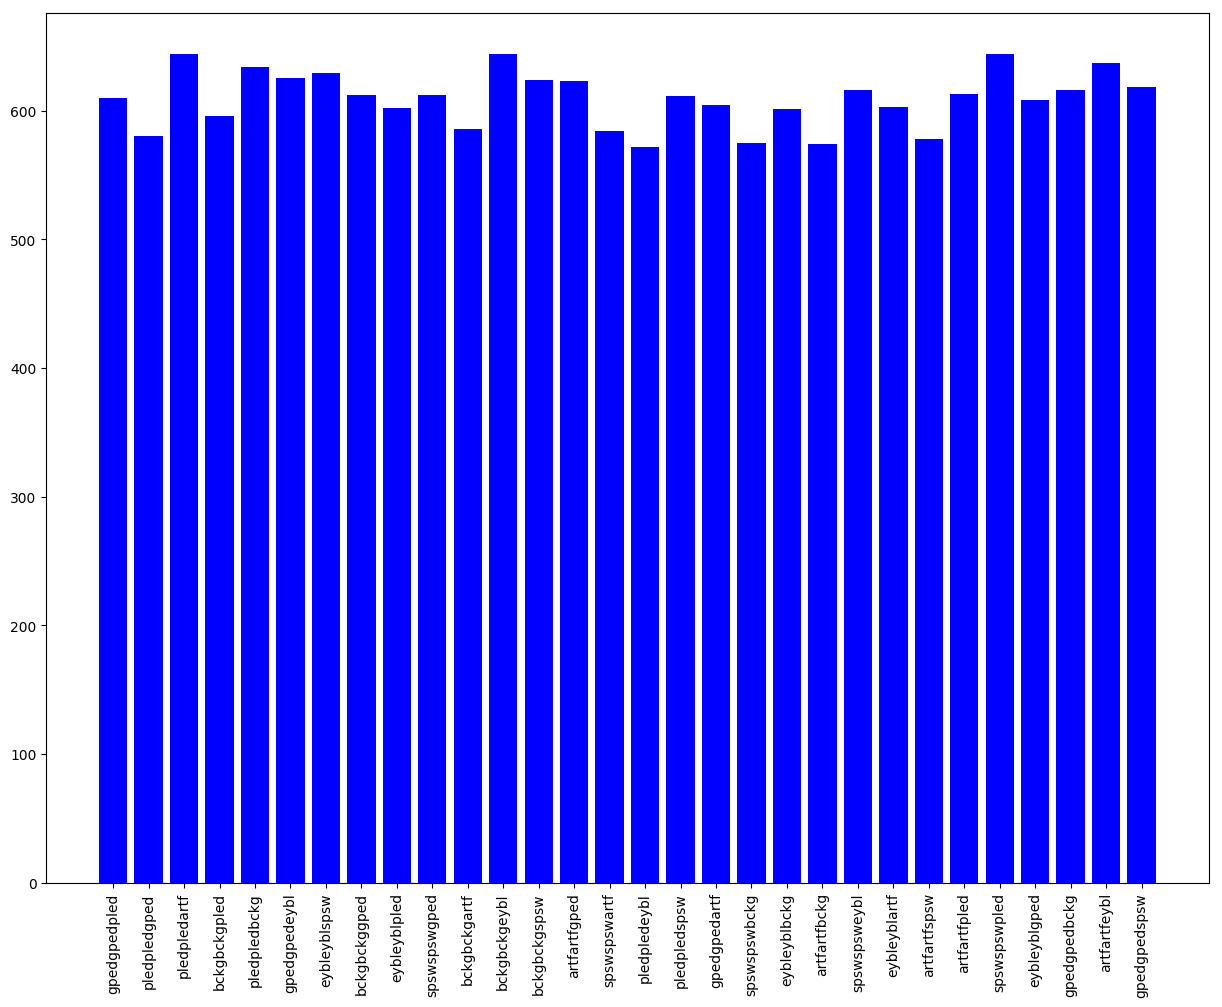 600
500
400
300
200
100
0
gpedgpedpled
pledpledgped
pledpledartf
bckgbckgpled
pledpledbckg
gpedgpedeybl
eybleyblspsw
bckgbckggped
eybleyblpled
spswspswgped
bckgbckgartf
bckgbckgeybl
bckgbckgspsw
artfartfgped
spswspswartf
pledpledeybl
pledpledspsw
gpedgpedartf
spswspswbckg
eybleyblbckg
artfartfbckg
spswspsweybl
eybleyblartf
artfartfspsw
artfartfpled
spswspswpled
eybleyblgped
gpedgpedbckg
artfartfeybl
gpedgpedspsw